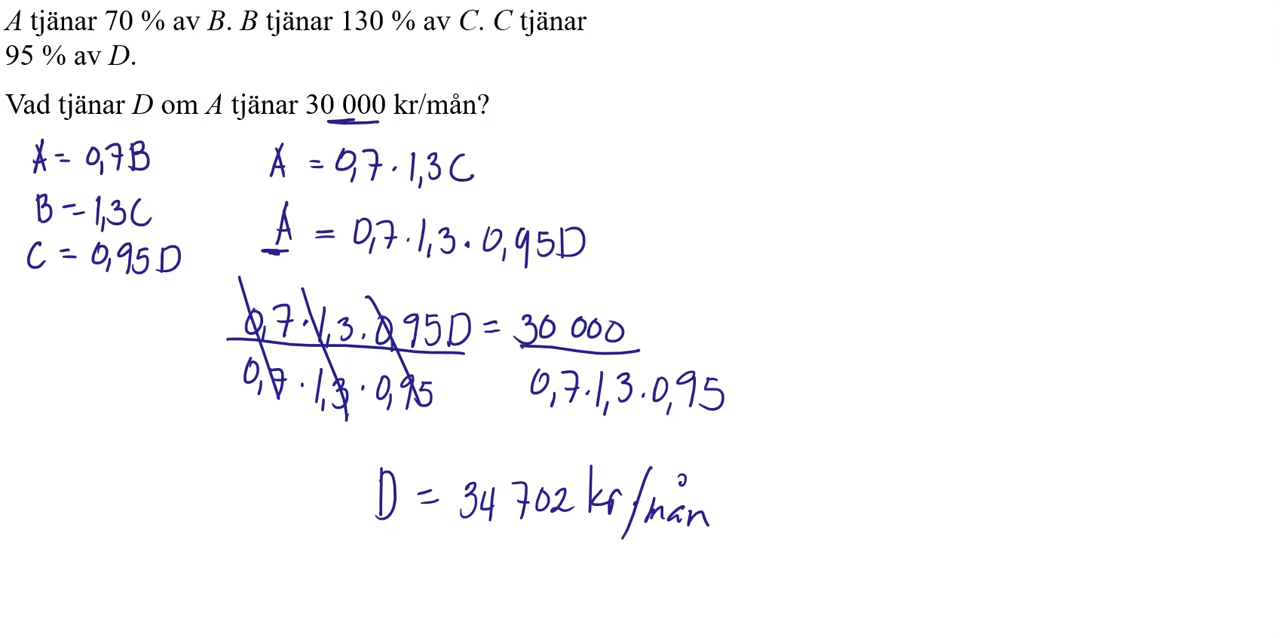 A tjänar 70 % av B. B tjänar 130 % av C. C tjänar
95 % av D.
Vad tjänar D om A tjänar 30 000 kr/mån?
A = 0,7B
B = 1,3C
C = 0,95D
A = 0,7 · 1,3C
A = 0,7 · 1,3 · 0,95D
0,7 · 1,3 · 0,95D = 30 000
0,7 · 1,3 · 0,95 0,7 · 1,3 · 0,95
D = 34 702 kr/mån